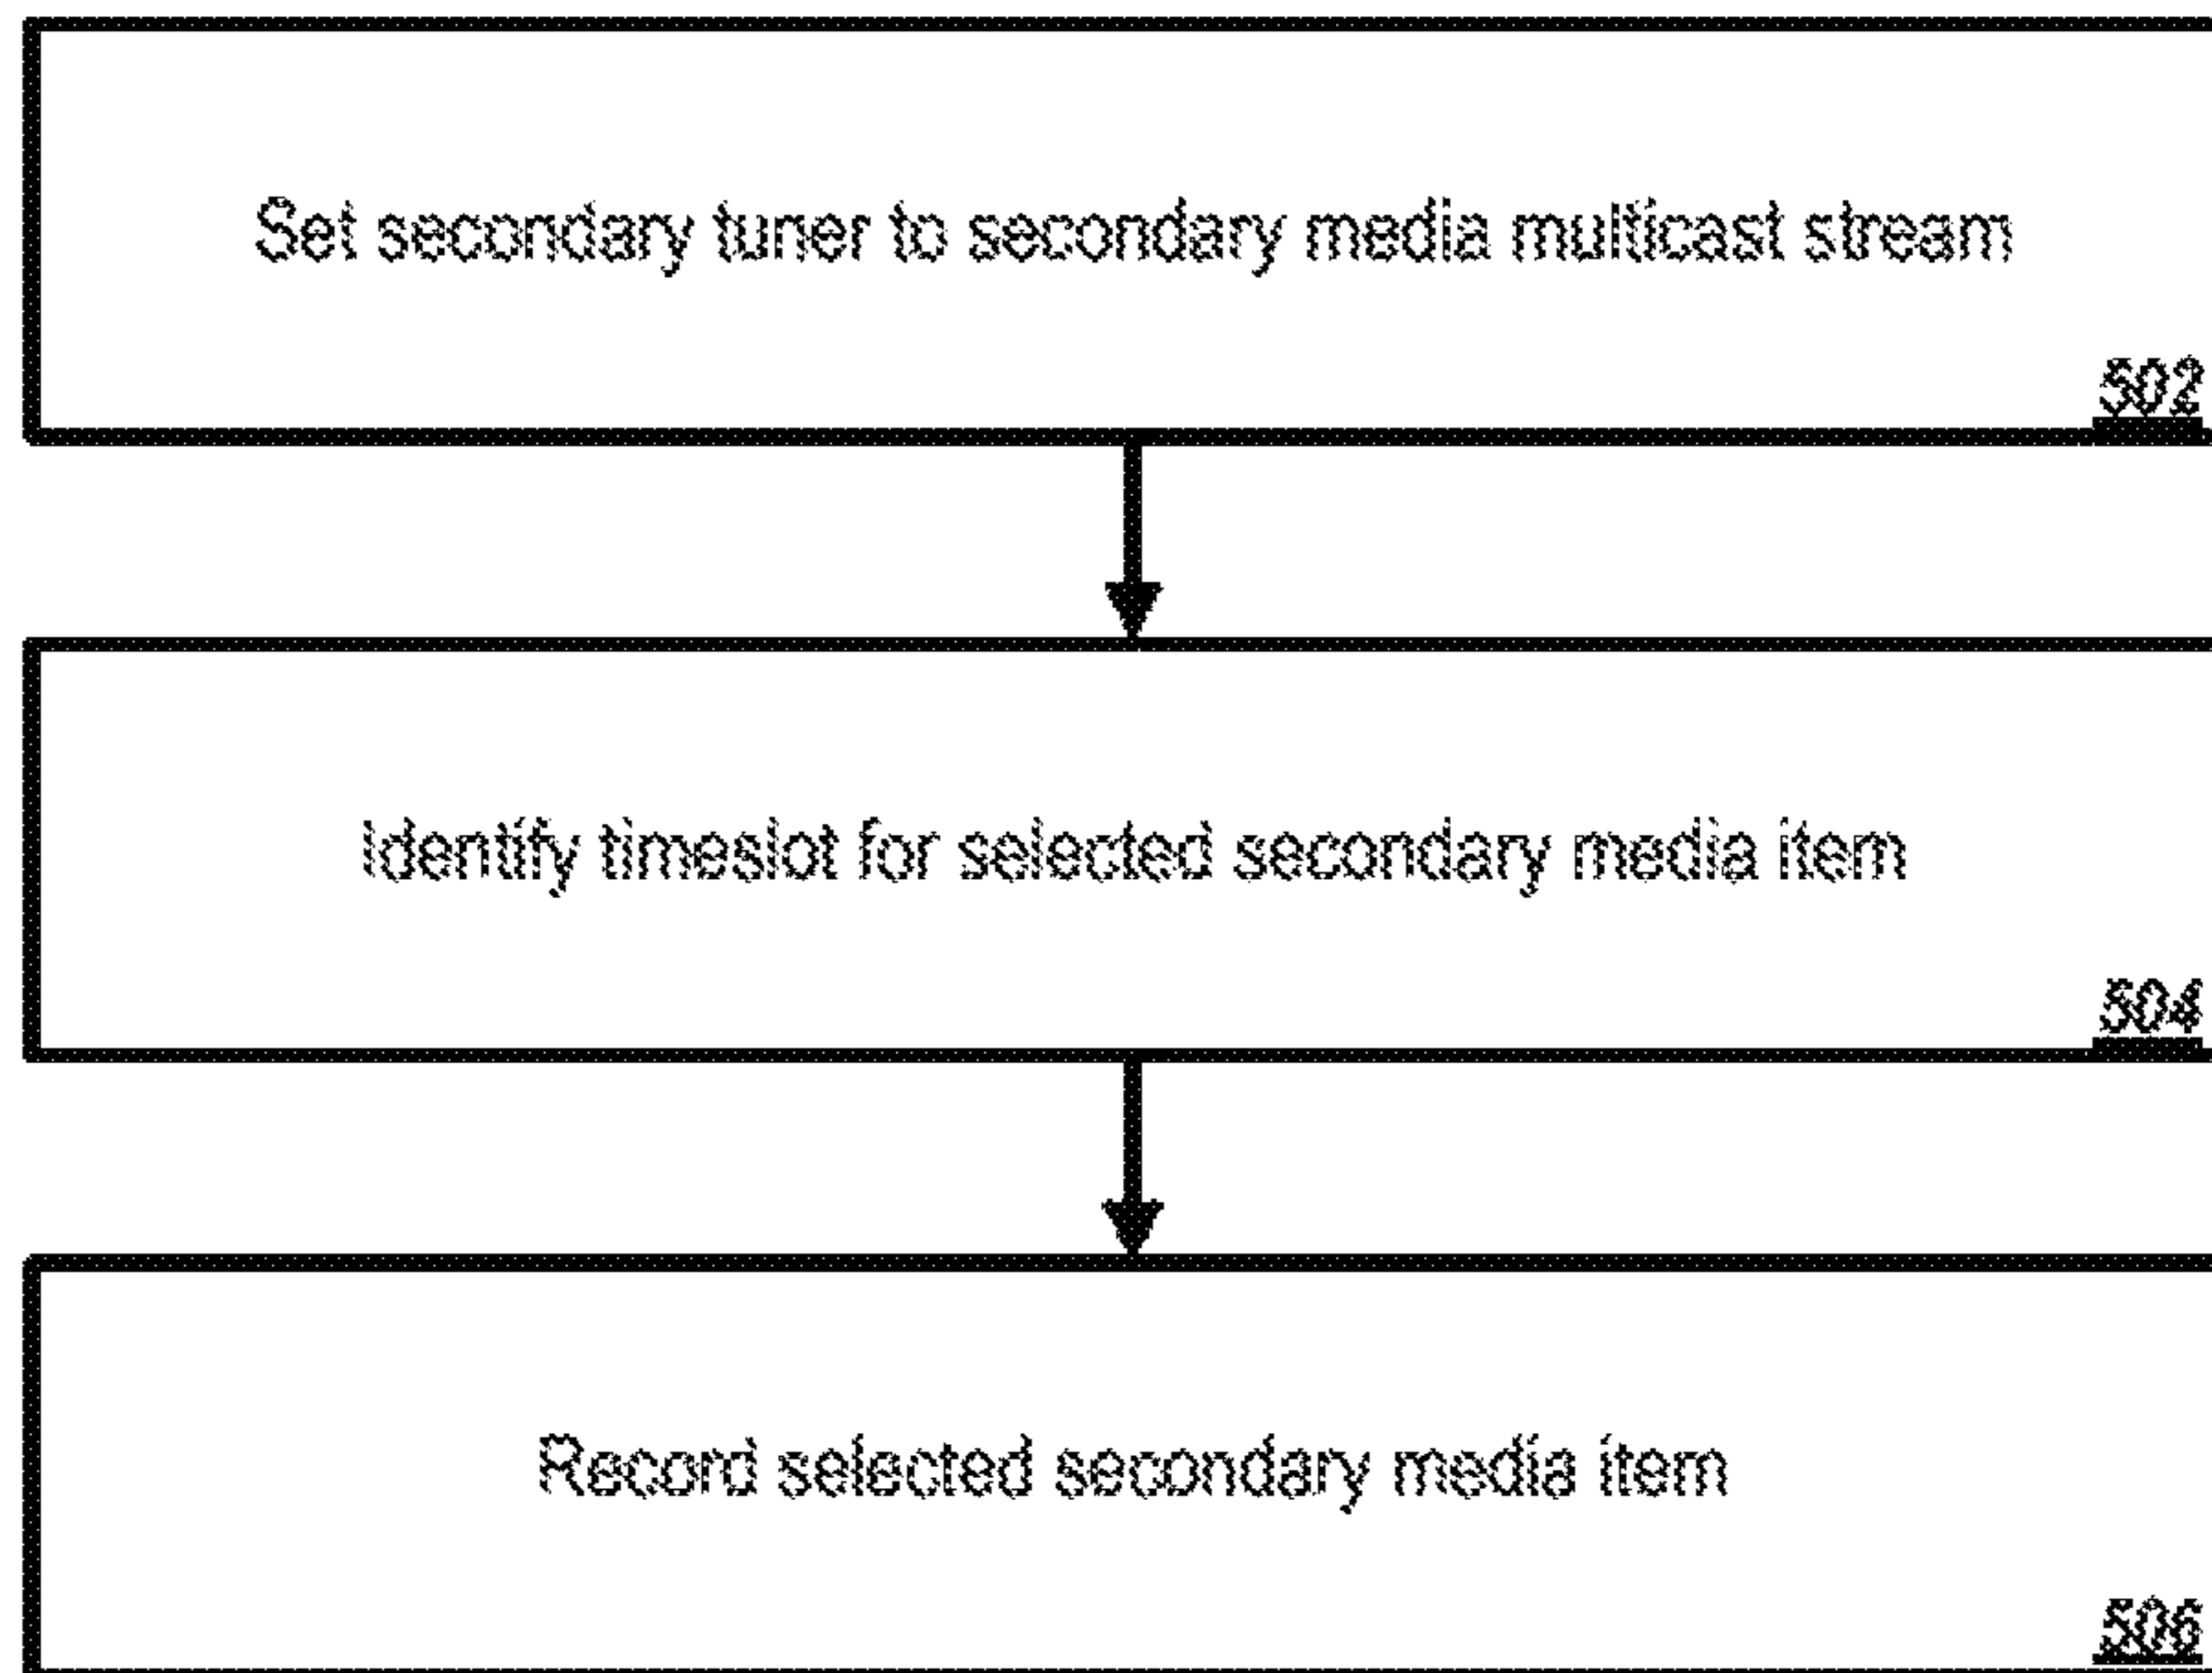 Set secondary tuner to secondary media multicast stream
502
Identify timeslot for selected secondary media item
504
Record selected secondary media item
506